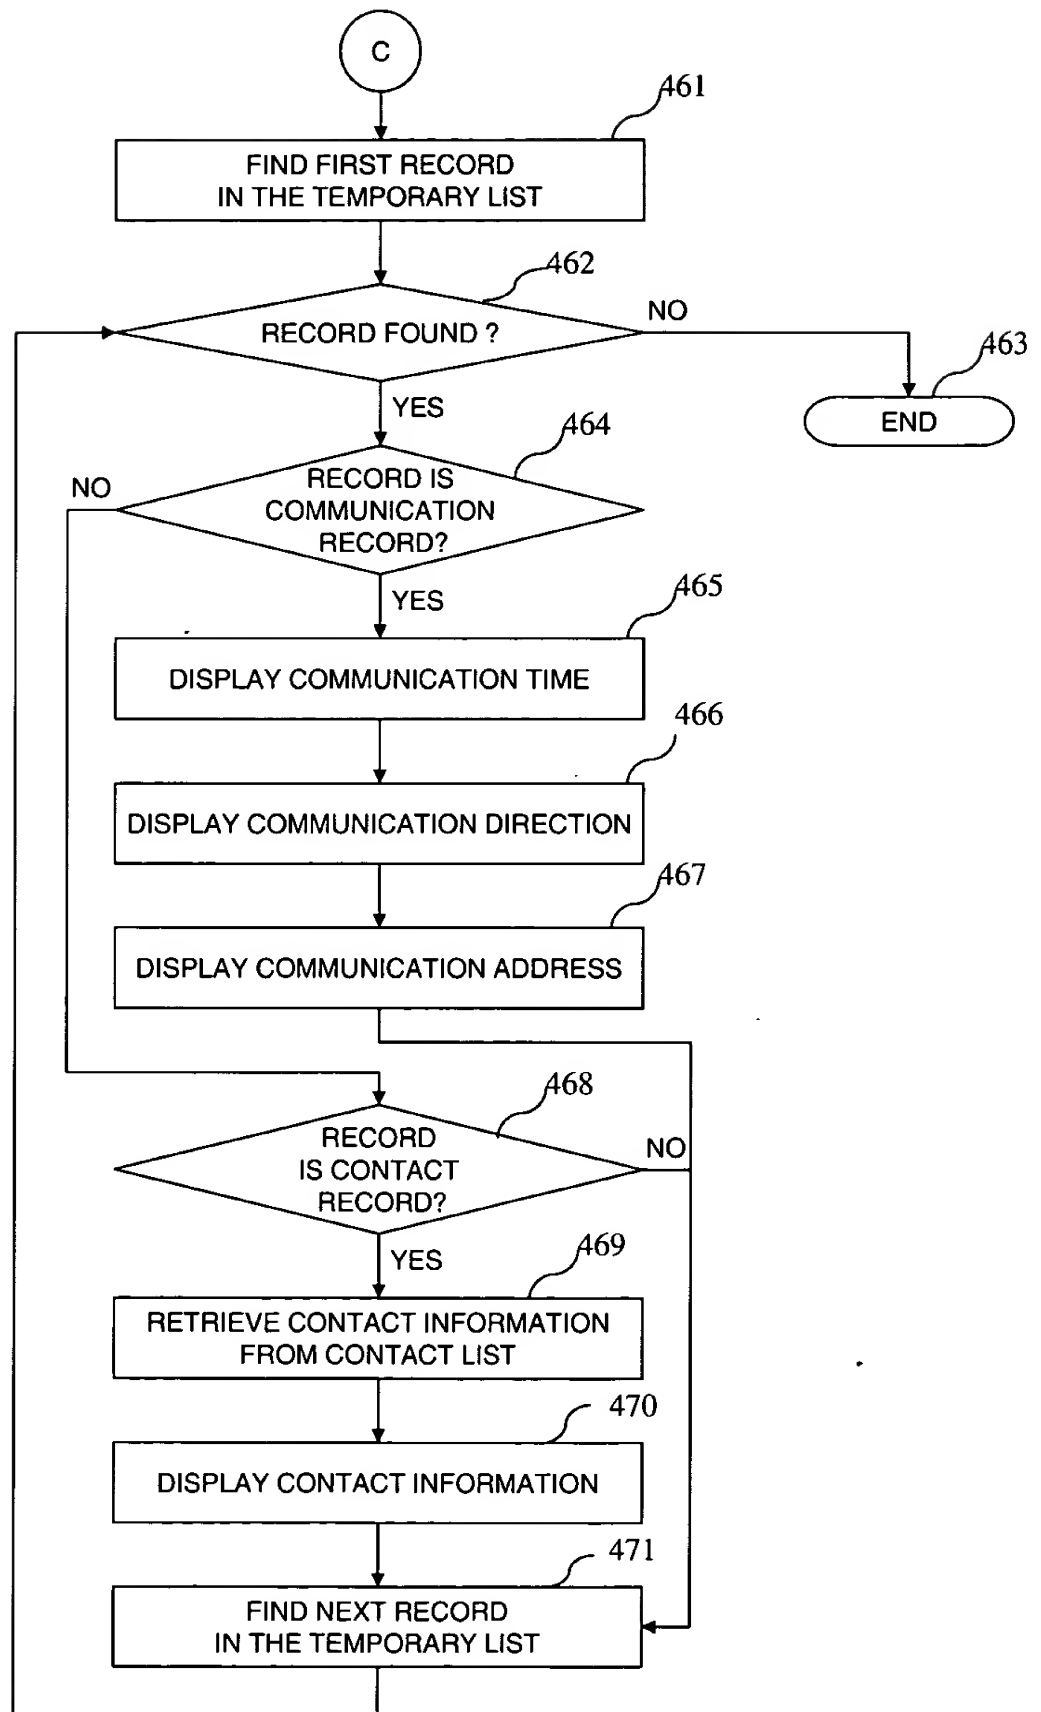 C
461
FIND FIRST RECORD
IN THE TEMPORARY LIST
462
RECORD FOUND ?
NO
463
END
YES
464
RECORD IS
COMMUNICATION
RECORD?
NO
YES
465
DISPLAY COMMUNICATION TIME
466
DISPLAY COMMUNICATION DIRECTION
467
DISPLAY COMMUNICATION ADDRESS
468
RECORD
IS CONTACT
RECORD?
NO
YES
469
RETRIEVE CONTACT INFORMATION
FROM CONTACT LIST
470
DISPLAY CONTACT INFORMATION
471
FIND NEXT RECORD
IN THE TEMPORARY LIST